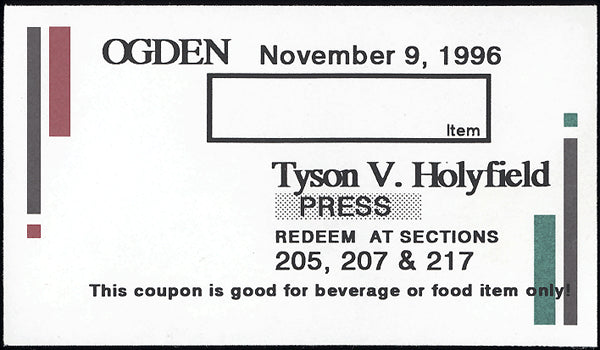 OGDEN November 9, 1996
Item
Tyson V. Holyfield
PRESS
REDEEM AT SECTIONS
205, 207 & 217
This coupon is good for beverage or food item only